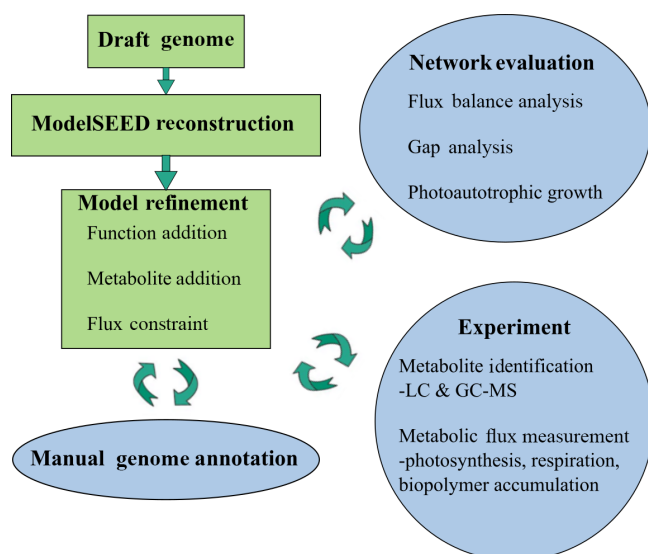 Draft genome
ModelSEED reconstruction
Model refinement
Function addition
Metabolite addition
Flux constraint
Manual genome annotation
Network evaluation
Flux balance analysis
Gap analysis
Photoautotrophic growth
Experiment
Metabolite identification
-LC & GC-MS
Metabolic flux measurement
-photosynthesis, respiration,
biopolymer accumulation